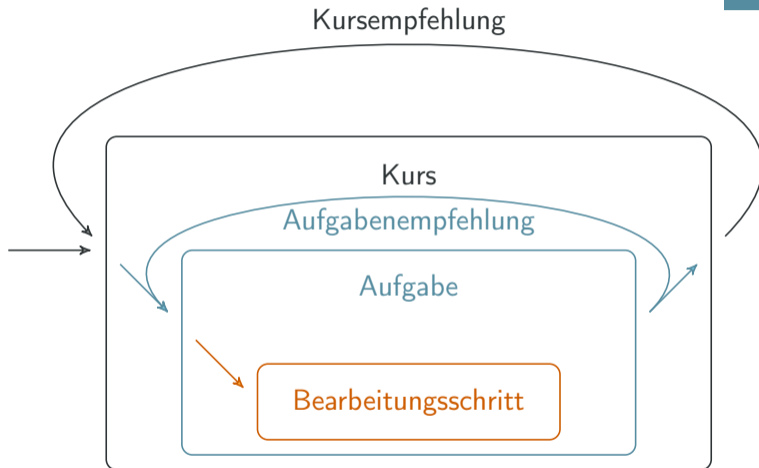 Kursempfehlung
Kurs
Aufgabenempfehlung
Aufgabe
Bearbeitungsschritt